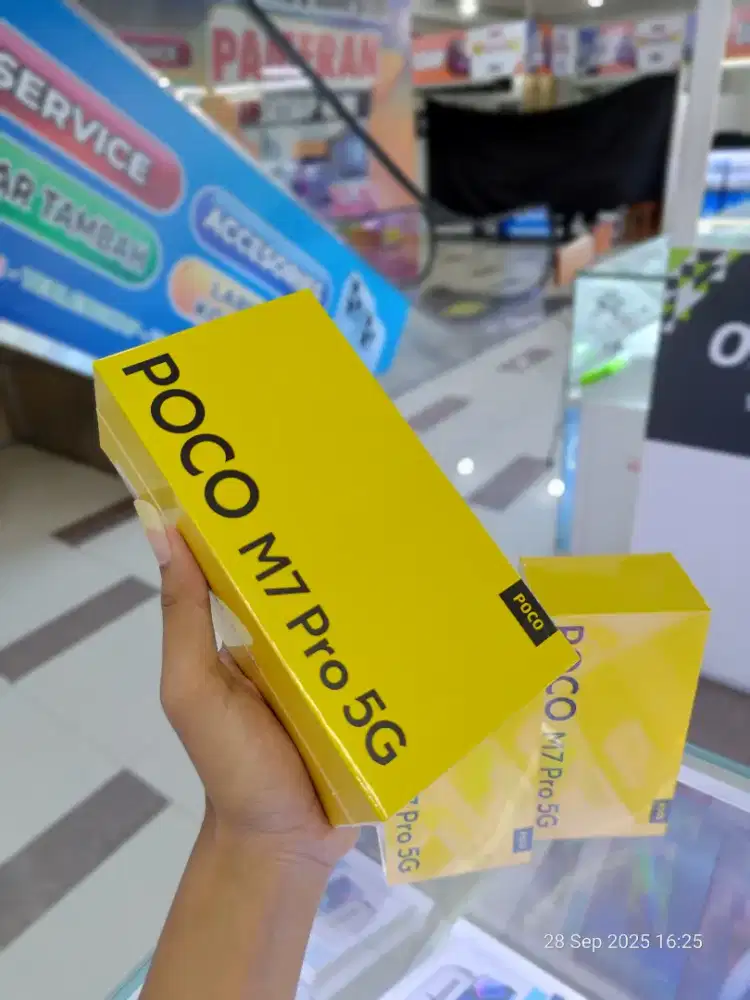 PAMERAN
SERVICE
AR TAMBAH
ACCESSORIES
POCO M7 Pro 5G
POCO
POCO M7 Pro 5G
7 Pro 5G
28 Sep 2025 16:25